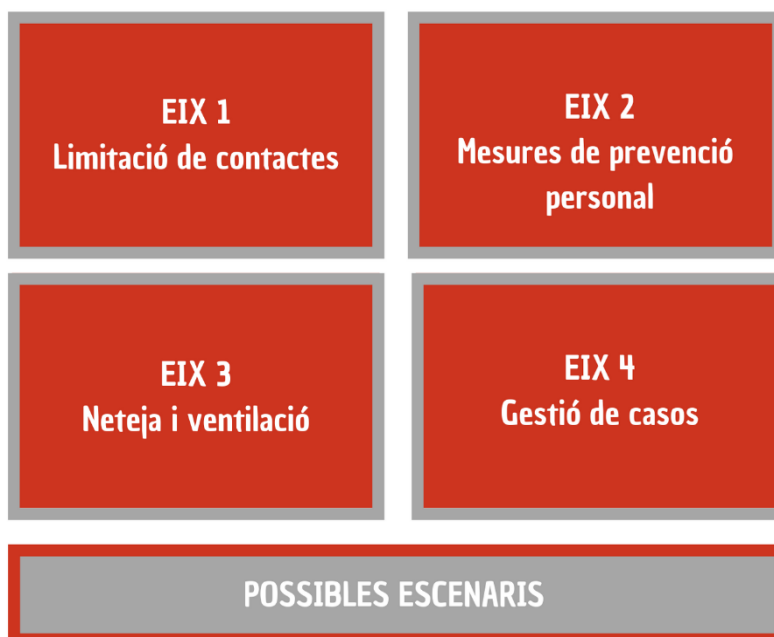 EIX 1
Limitació de contactes
EIX 2
Mesures de prevenció
personal
EIX 3
Neteja i ventilació
EIX 4
Gestió de casos
POSSIBLES ESCENARIS